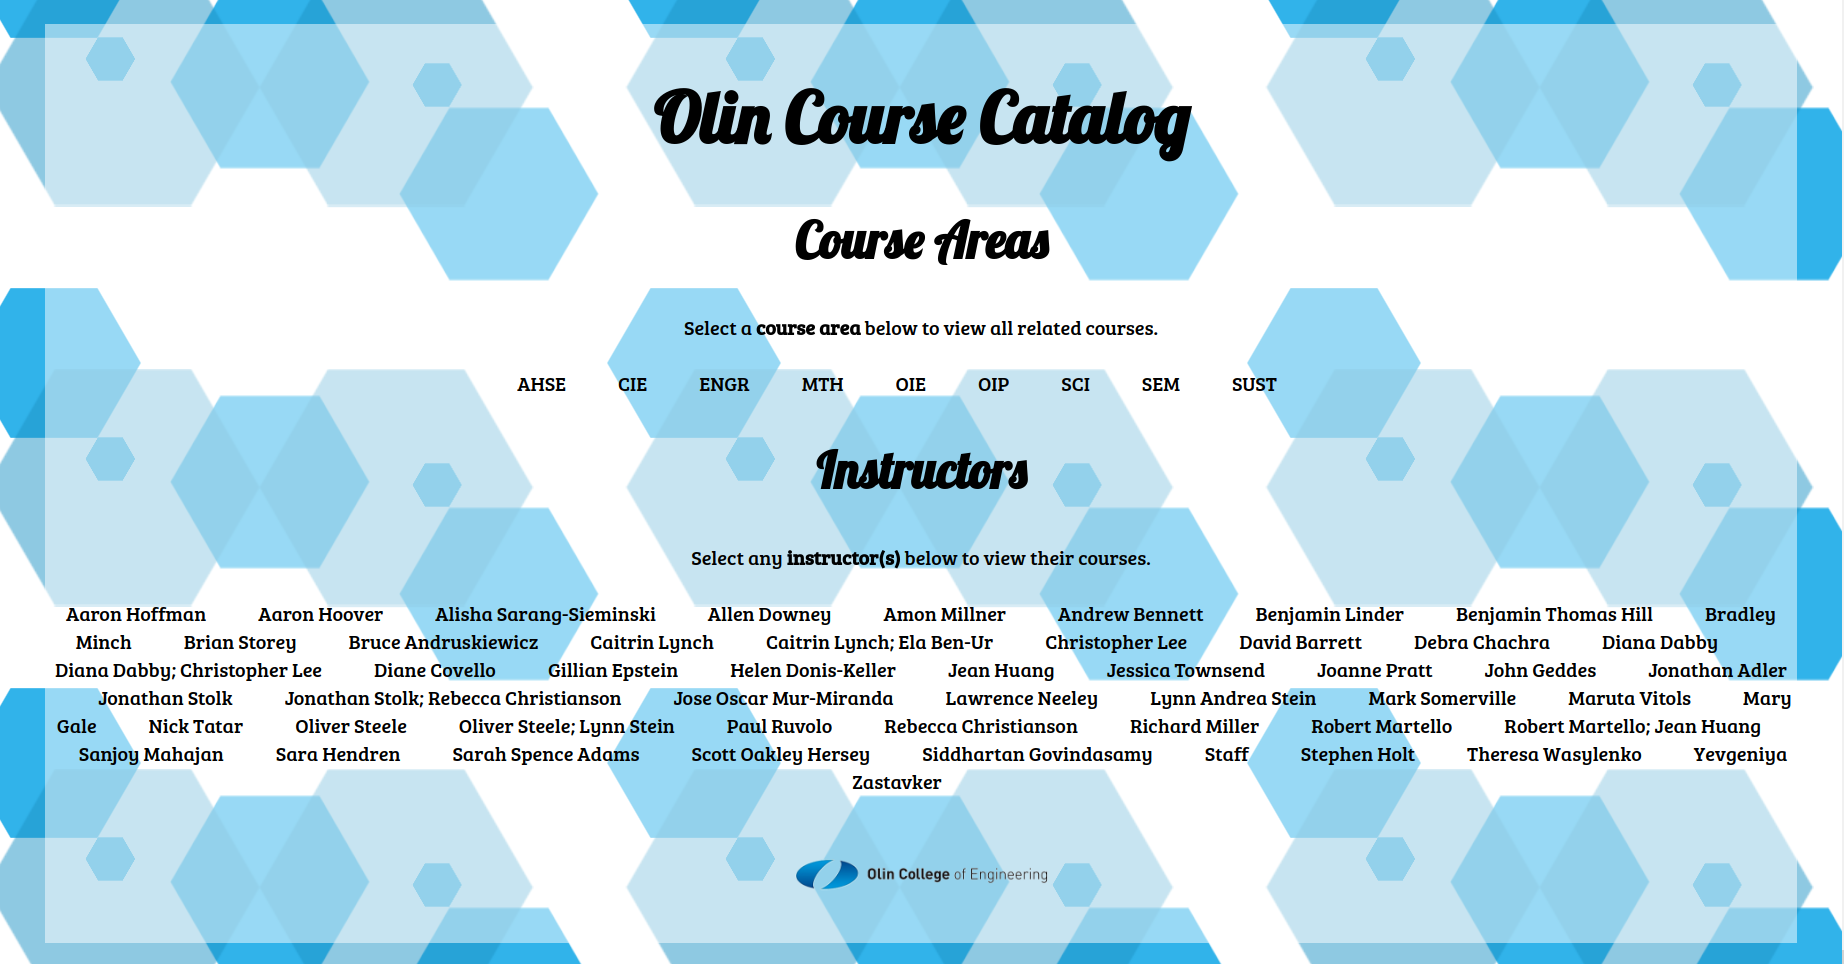 Olin Course Catalog
Course Areas
Select a course area below to view all related courses.
AHSE CIE ENGR MTH OIE OIP SCI SEM SUST
Instructors
Select any instructor(s) below to view their courses.
Aaron Hoffman Aaron Hoover Alisha Sarang-Sieminski Allen Downey Amon Millner Andrew Bennett Benjamin Linder Benjamin Thomas Hill Bradley
Minch Brian Storey Bruce Andruskiewicz Caitrin Lynch Caitrin Lynch; Ela Ben-Ur Christopher Lee David Barrett Debra Chachra Diana Dabby
Diana Dabby; Christopher Lee Diane Covello Gillian Epstein Helen Donis-Keller Jean Huang Jessica Townsend Joanne Pratt John Geddes Jonathan Adler
Jonathan Stolk Jonathan Stolk; Rebecca Christianson Jose Oscar Mur-Miranda Lawrence Neeley Lynn Andrea Stein Mark Somerville Maruta Vitols Mary
Gale Nick Tatar Oliver Steele Oliver Steele; Lynn Stein Paul Ruvolo Rebecca Christianson Richard Miller Robert Martello Robert Martello; Jean Huang
Sanjoy Mahajan Sara Hendren Sarah Spence Adams Scott Oakley Hersey Siddhartan Govindasamy Staff Stephen Holt Theresa Wasylenko Yevgeniya
Zastavker
Olin College of Engineering